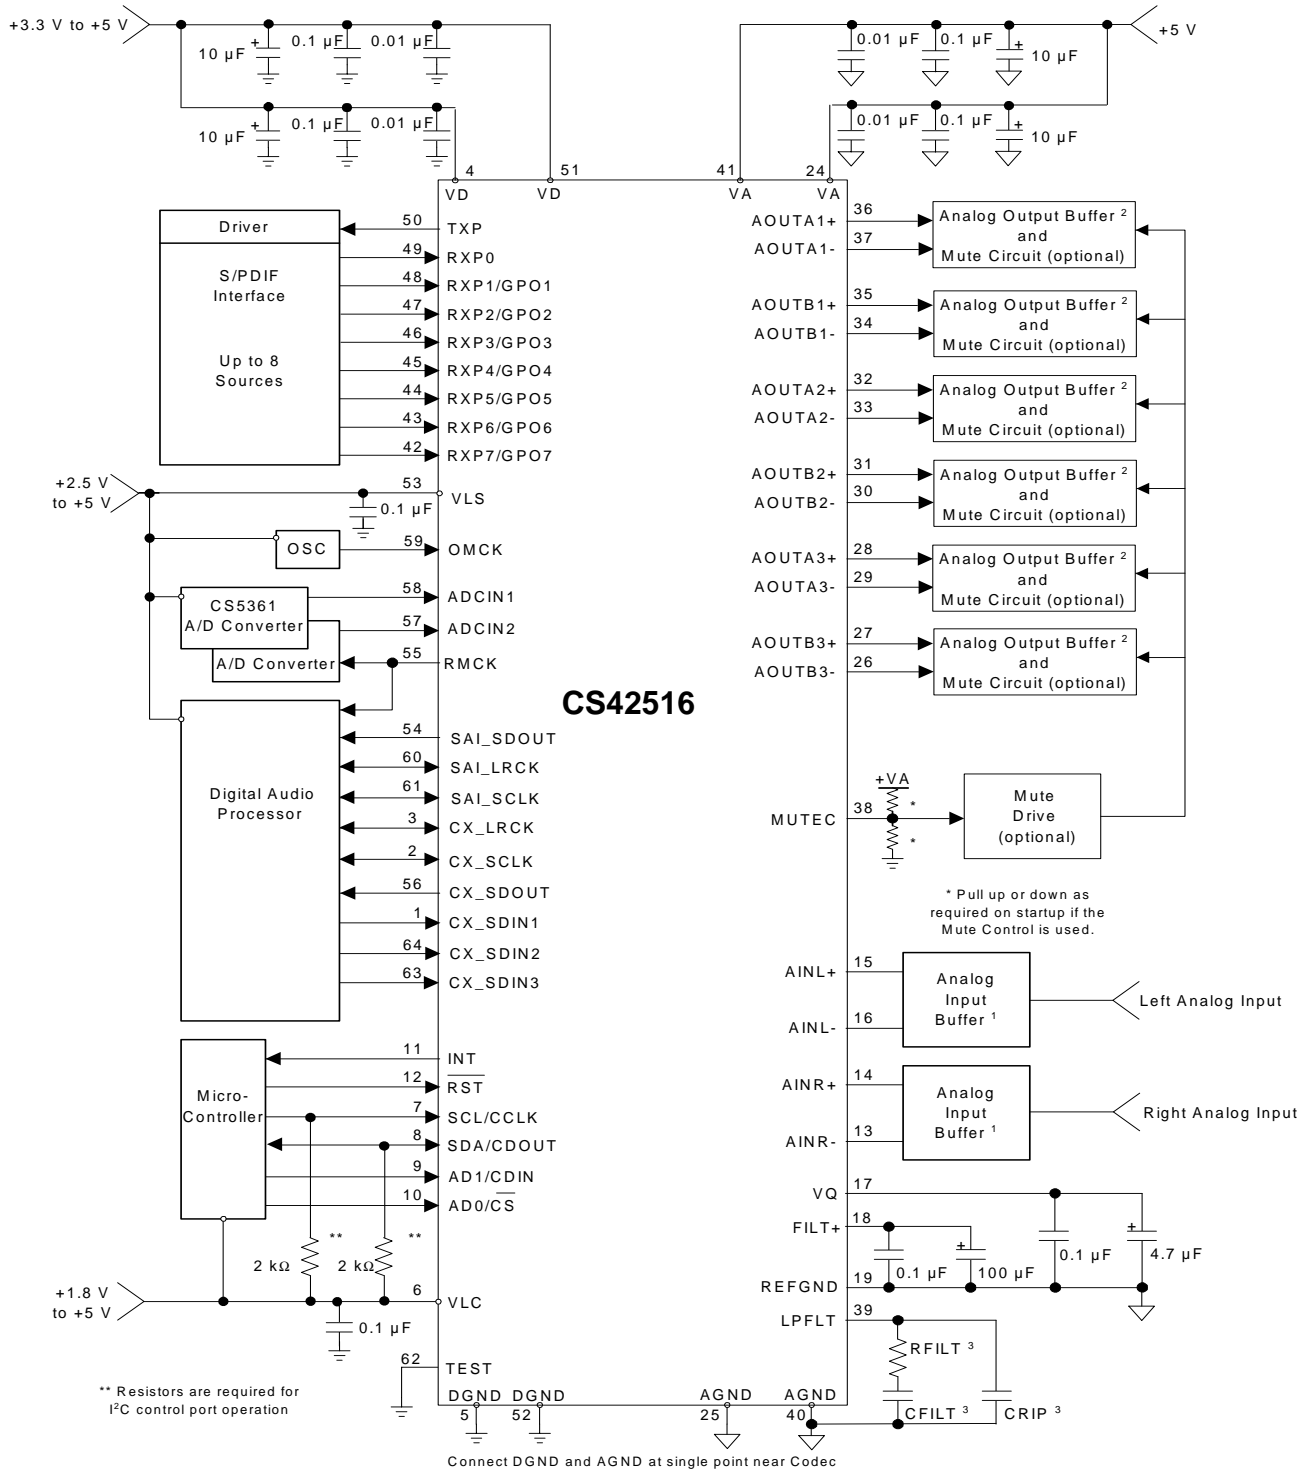 +3.3 V to +5 V
10 µF
+
0.1 µF
0.01 µF
10 µF
+
0.1 µF
0.01 µF
0.01 µF
0.1 µF
+
10 µF
+5 V
0.01 µF
0.1 µF
+
10 µF
4
51
41
24
VD
VD
VA
VA
Driver
S/PDIF
Interface
Up to 8
Sources
50
TXP
49
RXP0
48
RXP1/GPO1
47
RXP2/GPO2
46
RXP3/GPO3
45
RXP4/GPO4
44
RXP5/GPO5
43
RXP6/GPO6
42
RXP7/GPO7
+2.5 V
to +5 V
53
VLS
0.1 µF
OSC
59
OMCK
CS5361
A/D Converter
58
ADCIN1
57
ADCIN2
A/D Converter
55
RMCK
CS42516
Digital Audio
Processor
54
SAI_SDOUT
60
SAI_LRCK
61
SAI_SCLK
3
CX_LRCK
2
CX_SCLK
56
CX_SDOUT
1
CX_SDIN1
64
CX_SDIN2
63
CX_SDIN3
Micro-
Controller
11
INT
12
RST
7
SCL/CCLK
8
SDA/CDOUT
9
AD1/CDIN
10
AD0/CS
**
2 kΩ
**
2 kΩ
+1.8 V
to +5 V
6
VLC
0.1 µF
62
TEST
** Resistors are required for
I²C control port operation
DGND
DGND
AGND
AGND
5
52
25
40
Connect DGND and AGND at single point near Codec
AOUTA1+
36
AOUTA1-
37
Analog Output Buffer ²
and
Mute Circuit (optional)
AOUTB1+
35
AOUTB1-
34
Analog Output Buffer ²
and
Mute Circuit (optional)
AOUTA2+
32
AOUTA2-
33
Analog Output Buffer ²
and
Mute Circuit (optional)
AOUTB2+
31
AOUTB2-
30
Analog Output Buffer ²
and
Mute Circuit (optional)
AOUTA3+
28
AOUTA3-
29
Analog Output Buffer ²
and
Mute Circuit (optional)
AOUTB3+
27
AOUTB3-
26
Analog Output Buffer ²
and
Mute Circuit (optional)
+VA
*
*
MUTEC
38
Mute
Drive
(optional)
* Pull up or down as
required on startup if the
Mute Control is used.
AINL+
15
AINL-
16
Analog
Input
Buffer ¹
Left Analog Input
AINR+
14
AINR-
13
Analog
Input
Buffer ¹
Right Analog Input
VQ
17
FILT+
18
0.1 µF
+
100 µF
0.1 µF
+
4.7 µF
REFGND
19
LPFLT
39
RFILT ³
CFILT ³
CRIP ³